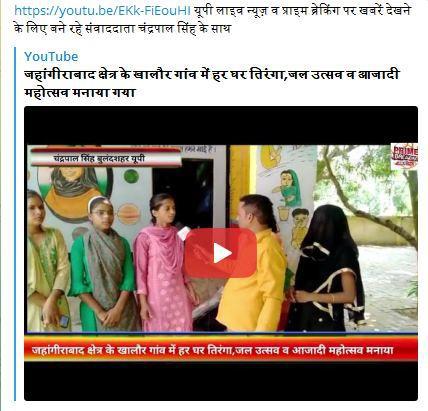 https://youtu.be/EKk-FiEouHI यूपी लाइव न्यूज़ व प्राइम ब्रेकिंग पर खबरें देखने
के लिए बने रहे संवाददाता चंद्रपाल सिंह के साथ
YouTube
जहांगीराबाद क्षेत्र के खालौर गांव में हर घर तिरंगा,जल उत्सव व आजादी
महोत्सव मनाया गया
चंद्रपाल सिंह बुलंदशहर यूपी
PRIME
जहांगीराबाद क्षेत्र के खालौर गांव में हर घर तिरंगा,जल उत्सव व आजादी महोत्सव मनाया